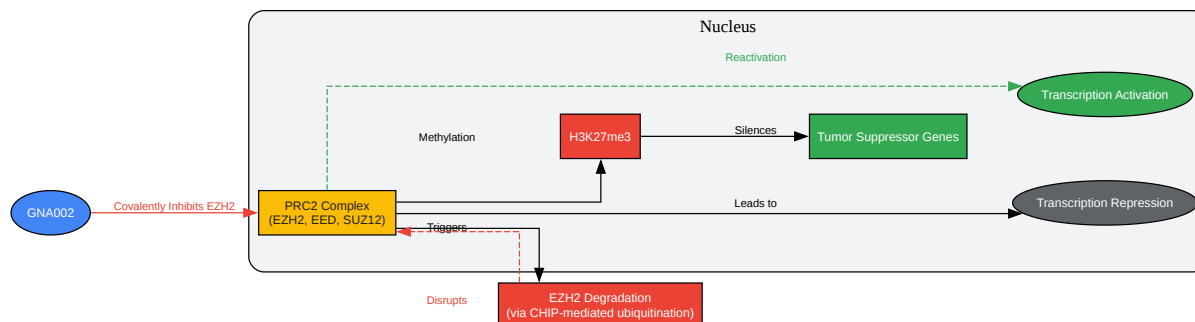 Nucleus
Reactivation
Transcription Activation
Methylation
H3K27me3
Silences
Tumor Suppressor Genes
GNA002
Covalently Inhibits EZH2
PRC2 Complex
(EZH2, EED, SUZ12)
Leads to
Transcription Repression
Triggers
Disrupts
EZH2 Degradation
(via CHIP-mediated ubiquitination)